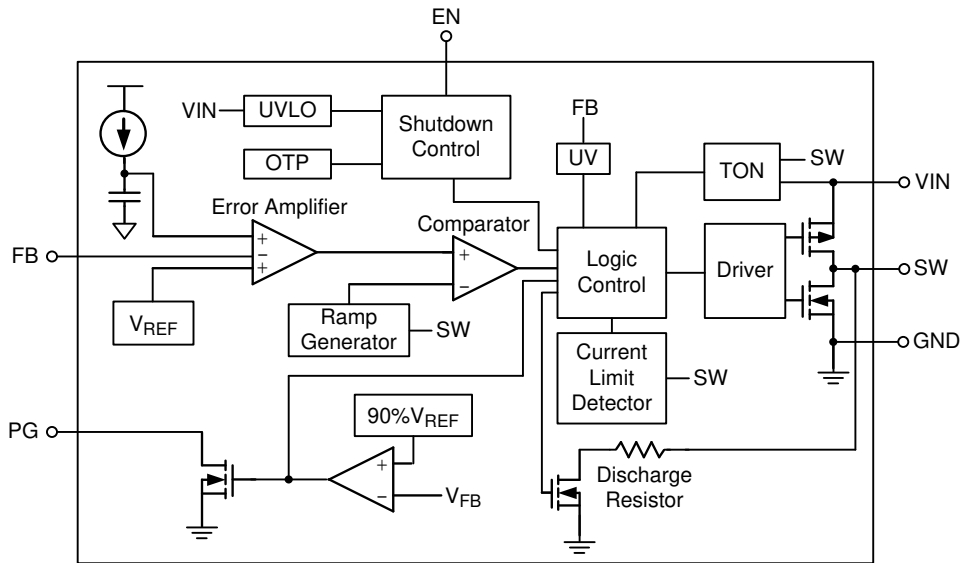 EN
VIN
UVLO
Shutdown
Control
OTP
FB
UV
TON
SW
VIN
Error Amplifier
Comparator
+
−
+
+
−
FB
Logic
Control
Driver
SW
VREF
Ramp
Generator
SW
GND
Current
Limit
Detector
SW
90%VREF
PG
+
−
VFB
Discharge
Resistor